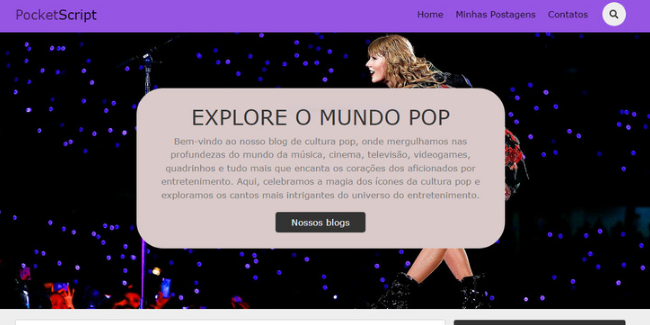 PocketScript
Home Minhas Postagens Contatos
EXPLORE O MUNDO POP
Bem-vindo ao nosso blog de cultura pop, onde mergulhamos nas
profundezas do mundo da música, cinema, televisão, videogames,
quadrinhos e tudo mais que encanta os corações dos aficionados por
entretenimento. Aqui, celebramos a magia dos ícones da cultura pop e
exploramos os cantos mais intrigantes do universo do entretenimento.
Nossos blogs